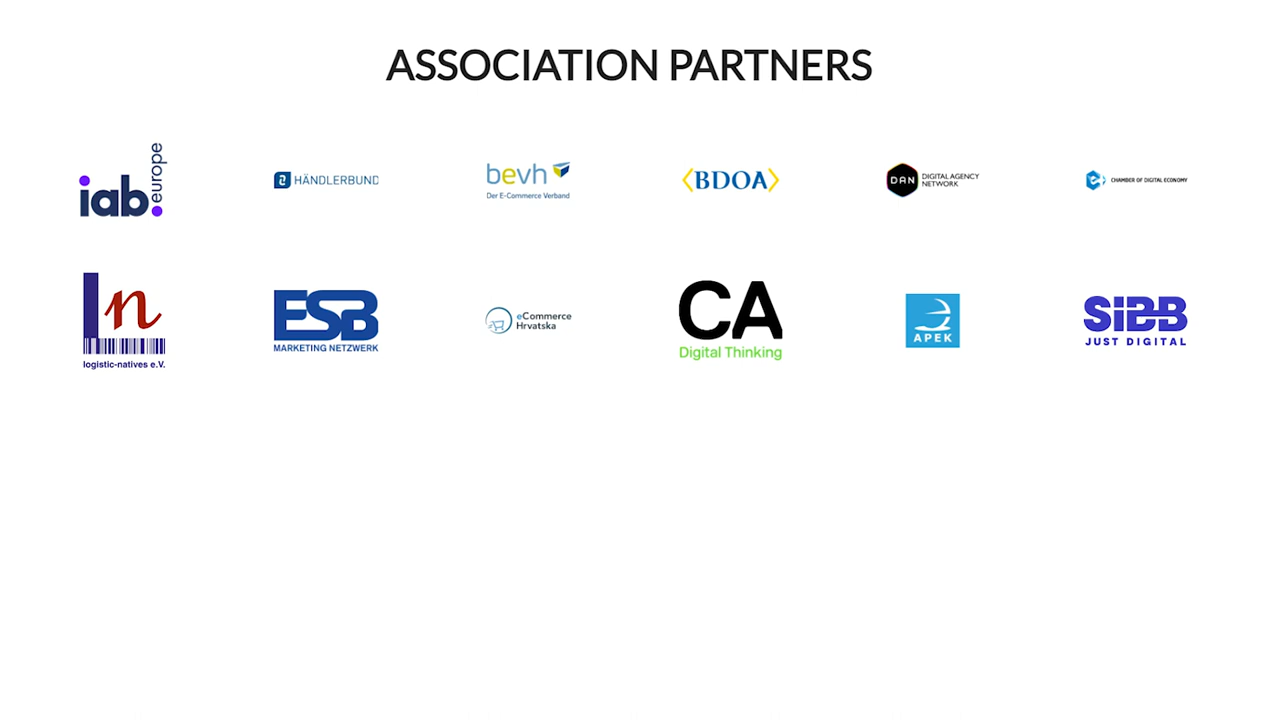 ASSOCIATION PARTNERS
iab europe
HÄNDLERBUND
bevh
Der E-Commerce Verband
BDOA
DAN DIGITAL AGENCY
NETWORK
CHAMBER OF DIGITAL ECONOMY
ln
logistic-natives e.V.
ESB
MARKETING NETZWERK
eCommerce
Hrvatska
CA
Digital Thinking
APEK
SIBB
JUST DIGITAL